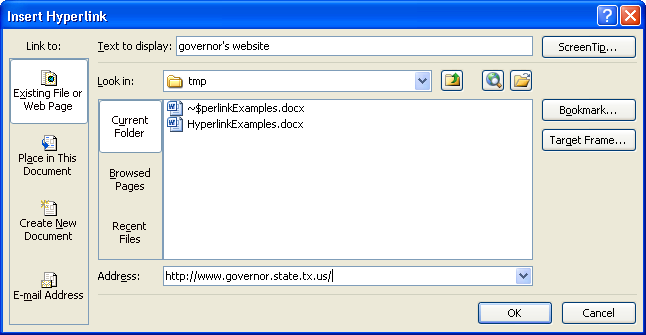 Insert Hyperlink
Link to:
Text to display: governor's website
ScreenTip...
Existing File or
Web Page
Look in: tmp
Current
Folder
~$perlinkExamples.docx
HyperlinkExamples.docx
Bookmark...
Target Frame...
Place in This
Document
Browsed
Pages
Create New
Document
Recent
Files
E-mail Address
Address: http://www.governor.state.tx.us/
OK
Cancel